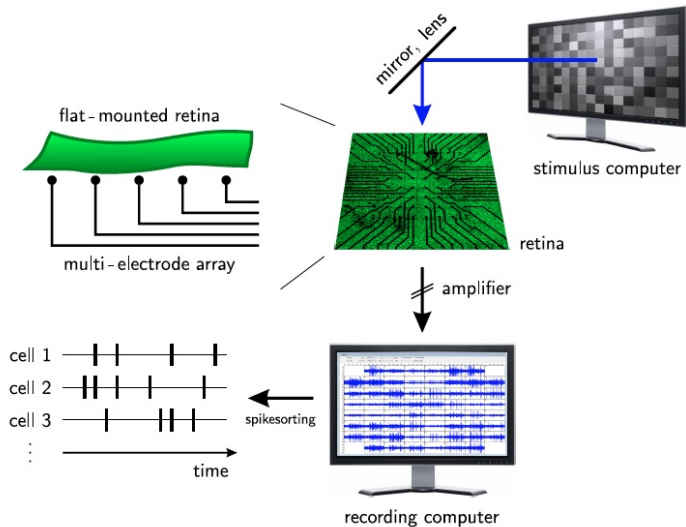 mirror, lens
flat-mounted retina
stimulus computer
retina
multi-electrode array
amplifier
cell 1
cell 2
cell 3
spikesorting
time
recording computer